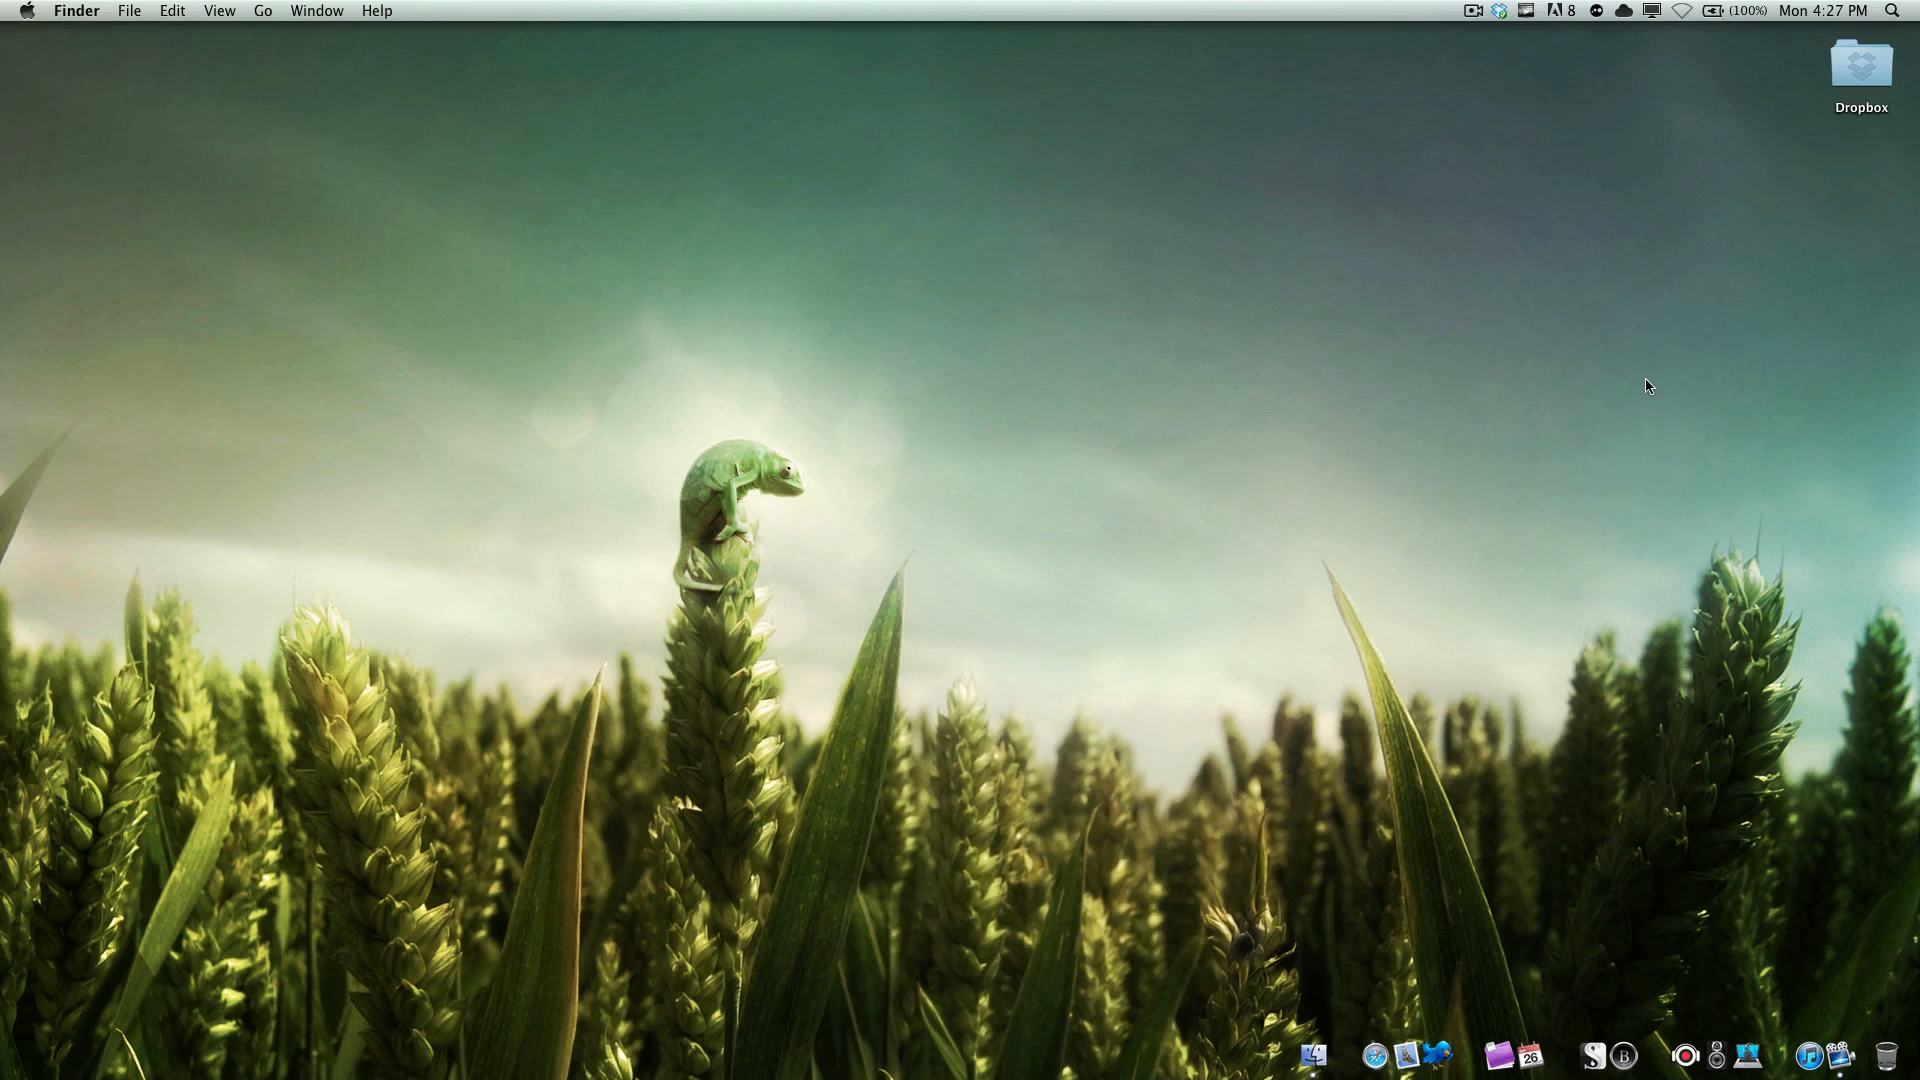 Finder File Edit View Go Window Help
8 (100%) Mon 4:27 PM
Dropbox
26
S
B